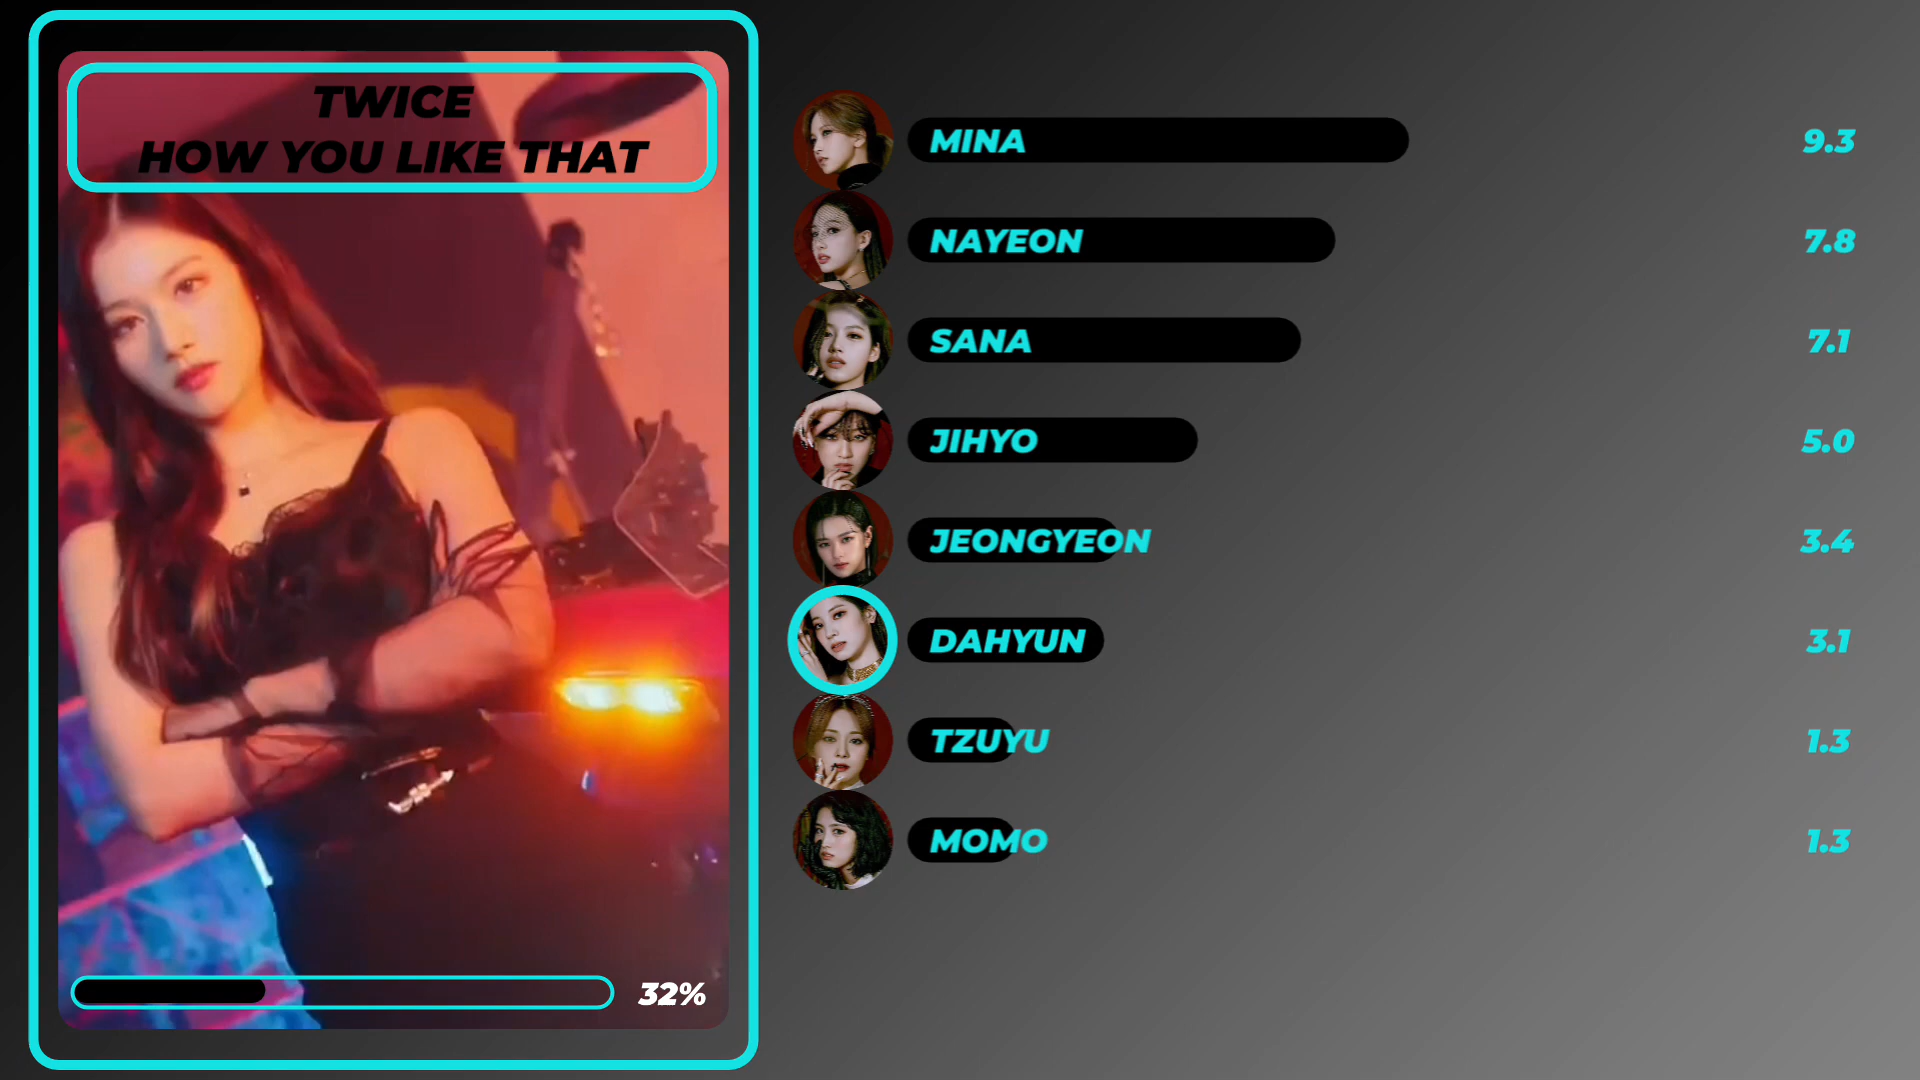 TWICE
HOW YOU LIKE THAT
MINA 9.3
NAYEON 7.8
SANA 7.1
JIHYO 5.0
JEONGYEON 3.4
DAHYUN 3.1
TZUYU 1.3
MOMO 1.3
32%